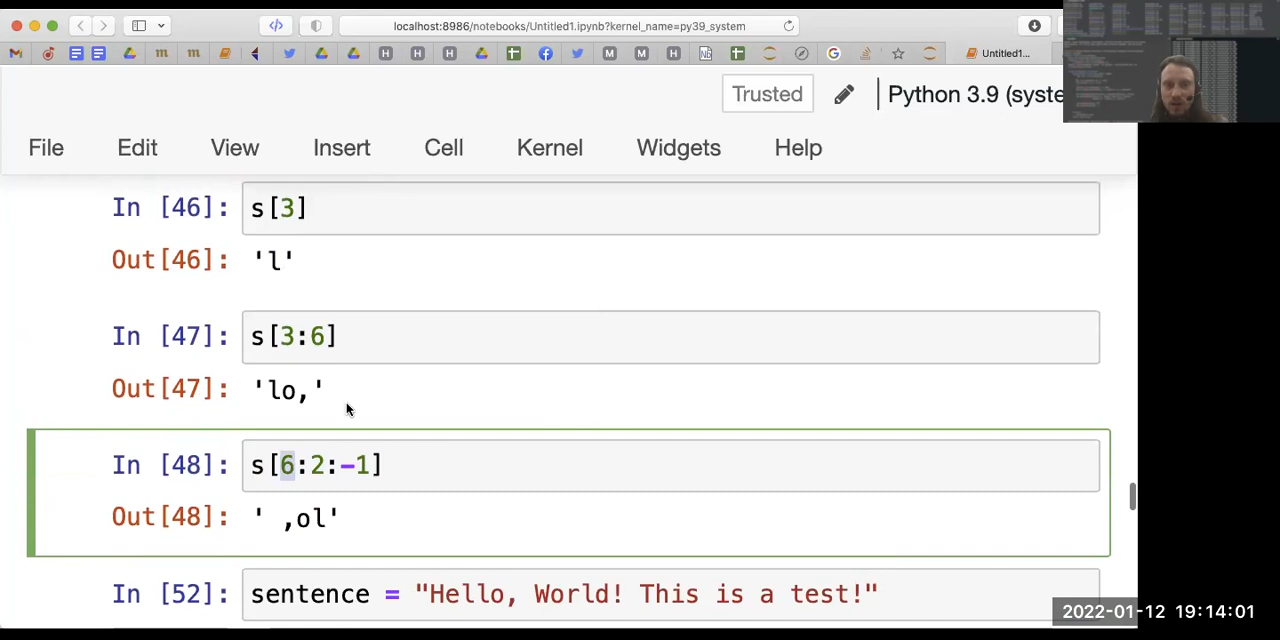 localhost:8986/notebooks/Untitled1.ipynb?kernel_name=py39_system
Untitled1...
Trusted
Python 3.9 (syste
File Edit View Insert Cell Kernel Widgets Help
In [46]: s[3]
Out[46]: 'l'
In [47]: s[3:6]
Out[47]: 'lo,'
In [48]: s[6:2:-1]
Out[48]: ' ,ol'
In [52]: sentence = "Hello, World! This is a test!"
2022-01-12 19:14:01